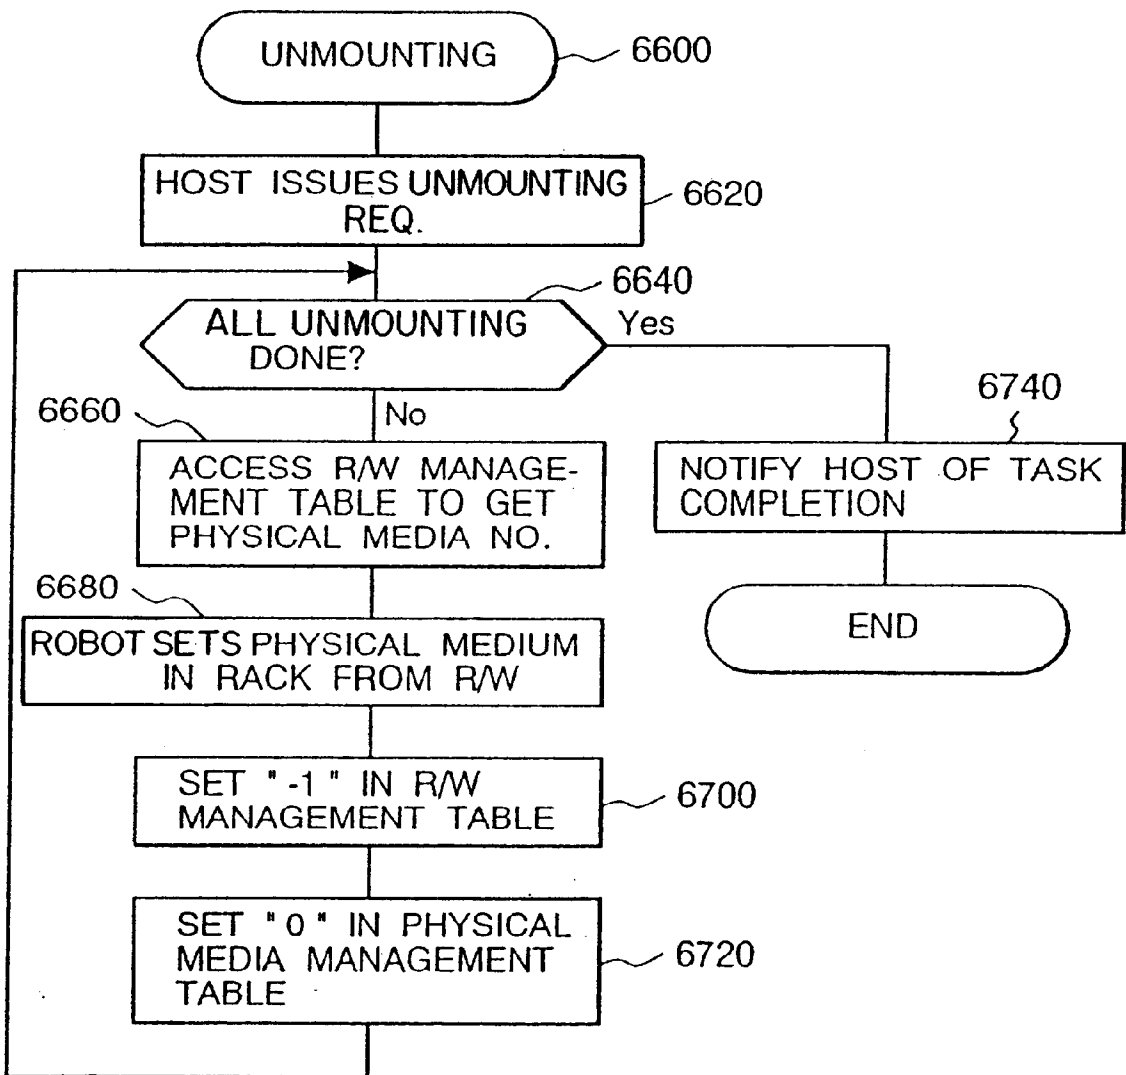 UNMOUNTING
6600
HOST ISSUES UNMOUNTING
REQ.
6620
6640
ALL UNMOUNTING
DONE?
Yes
No
6660
ACCESS R/W MANAGE-
MENT TABLE TO GET
PHYSICAL MEDIA NO.
6740
NOTIFY HOST OF TASK
COMPLETION
END
6680
ROBOT SETS PHYSICAL MEDIUM
IN RACK FROM R/W
SET "-1" IN R/W
MANAGEMENT TABLE
6700
SET "0" IN PHYSICAL
MEDIA MANAGEMENT
TABLE
6720